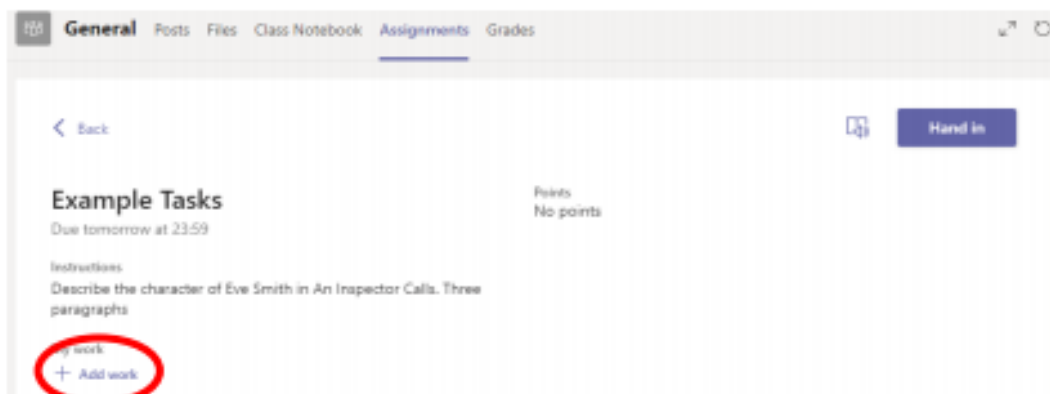 General Posts Files Class Notebook Assignments Grades
Back
Hand in
Example Tasks
Due tomorrow at 23:59
Points
No points
Instructions
Describe the character of Eve Smith in An Inspector Calls. Three
paragraphs
My work
+ Add work